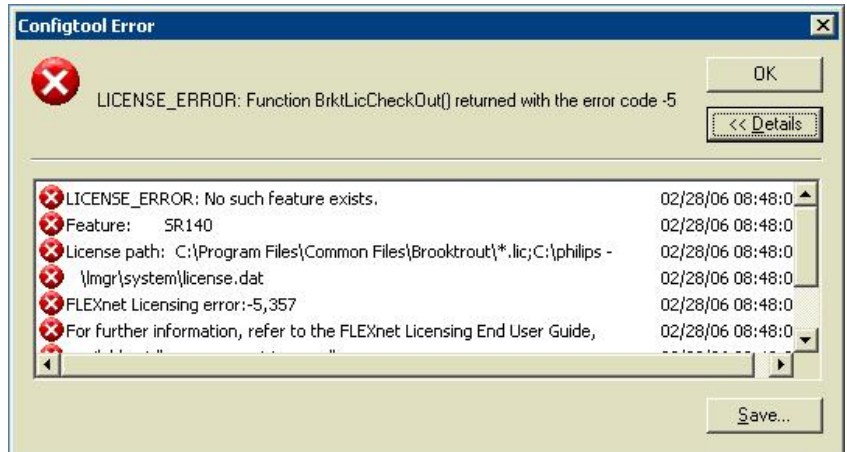 Configtool Error
LICENSE_ERROR: Function BrktLicCheckOut() returned with the error code -5
OK
<< Details
LICENSE_ERROR: No such feature exists. 02/28/06 08:48:0
Feature: SR140 02/28/06 08:48:0
License path: C:\Program Files\Common Files\Brooktrout\*.lic;C:\philips - 02/28/06 08:48:0
\lmgr\system\license.dat 02/28/06 08:48:0
FLEXnet Licensing error:-5,357 02/28/06 08:48:0
For further information, refer to the FLEXnet Licensing End User Guide, 02/28/06 08:48:0
Save...